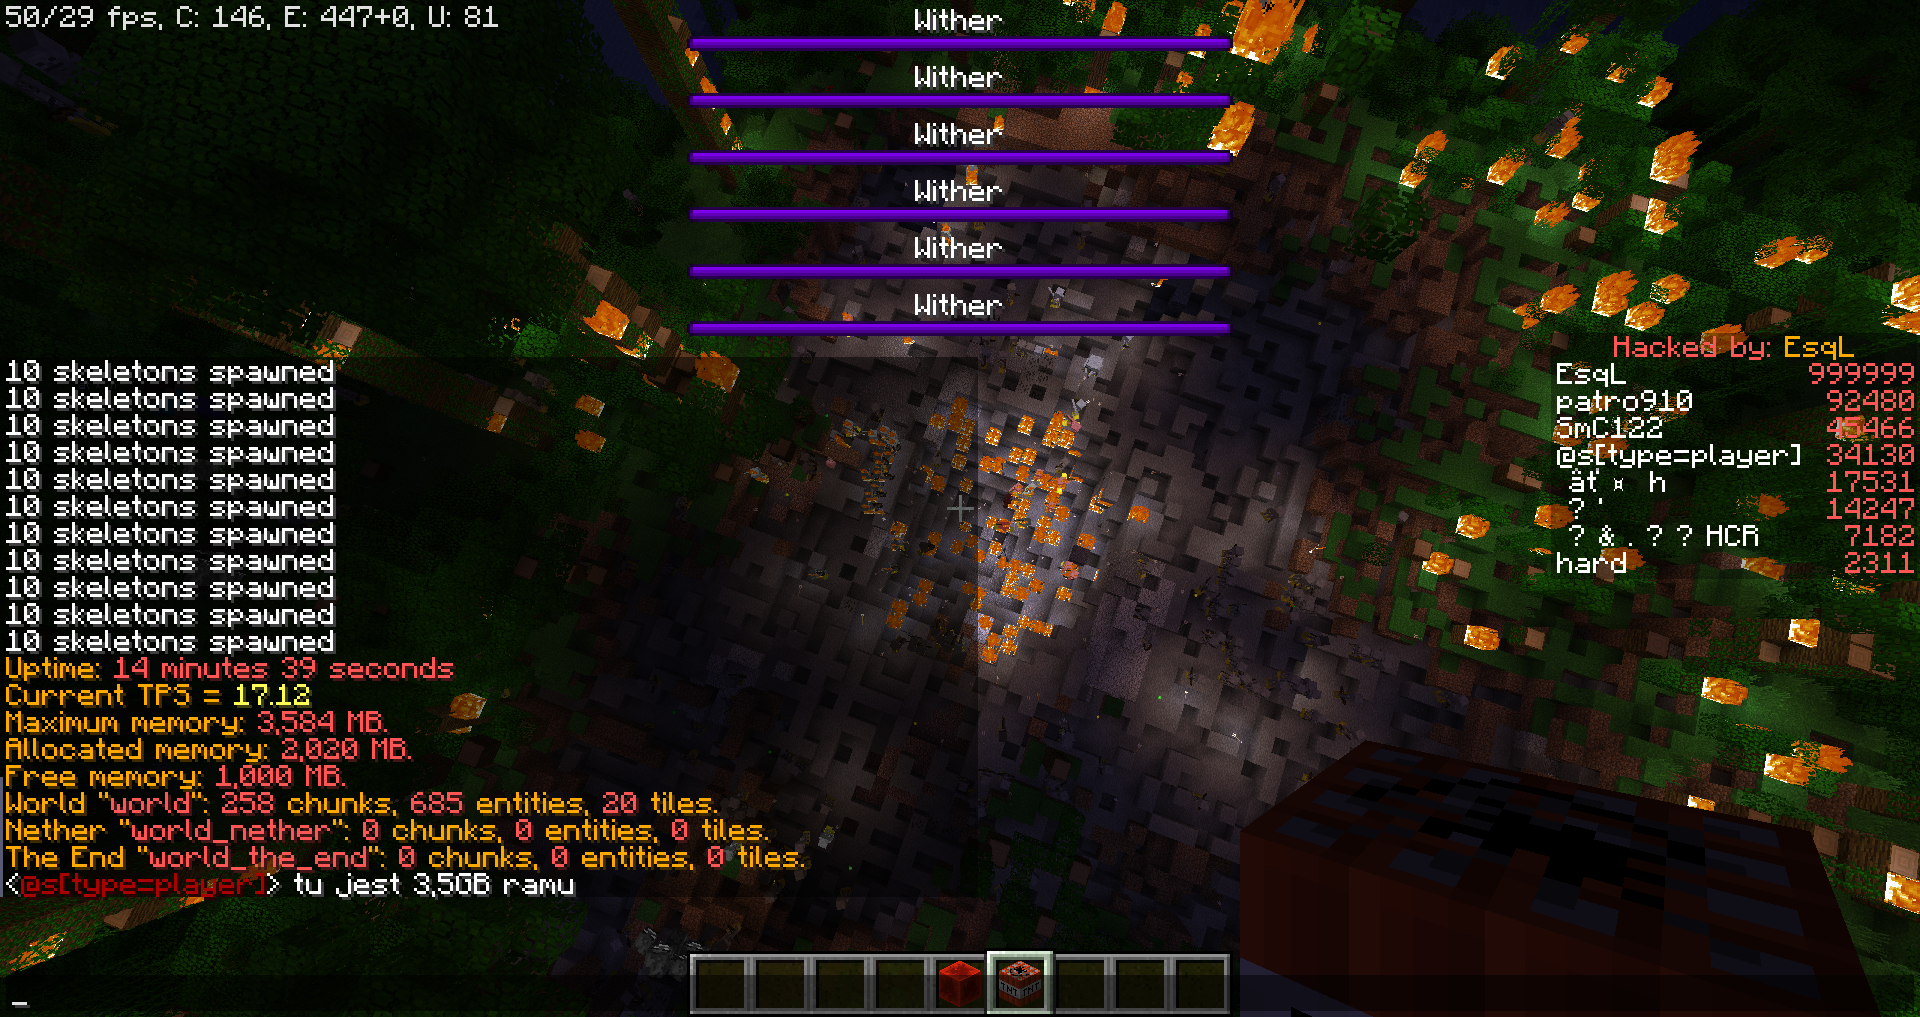 50/29 fps, C: 146, E: 447+0, U: 81
Wither
Wither
Wither
Wither
Wither
Wither
Hacked by: EsqL
EsqL 999999
patro910 92480
SmC122 45466
@s[type=player] 34130
ât ¤ h 17531
? ' 14247
? & . ? ? HCR 7182
hard 2311
10 skeletons spawned
10 skeletons spawned
10 skeletons spawned
10 skeletons spawned
10 skeletons spawned
10 skeletons spawned
10 skeletons spawned
10 skeletons spawned
10 skeletons spawned
10 skeletons spawned
10 skeletons spawned
Uptime: 14 minutes 39 seconds
Current TPS = 17.12
Maximum memory: 3,584 MB.
Allocated memory: 2,020 MB.
Free memory: 1,000 MB.
World "world": 258 chunks, 685 entities, 20 tiles.
Nether "world_nether": 0 chunks, 0 entities, 0 tiles.
The End "world_the_end": 0 chunks, 0 entities, 0 tiles.
<@s[type=player]> tu jest 3,5GB ramu
_
TNT TNT